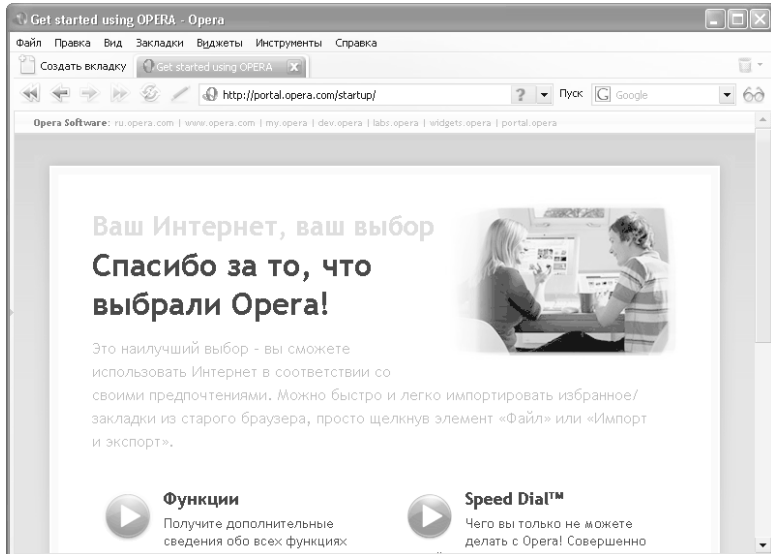 Get started using OPERA - Opera
Файл Правка Вид Закладки Виджеты Инструменты Справка
Создать вкладку Get started using OPERA
http://portal.opera.com/startup/ ? Пуск G Google
Opera Software: ru.opera.com | www.opera.com | my.opera | dev.opera | labs.opera | widgets.opera | portal.opera
Ваш Интернет, ваш выбор
Спасибо за то, что
выбрали Opera!
Это наилучший выбор - вы сможете
использовать Интернет в соответствии со
своими предпочтениями. Можно быстро и легко импортировать избранное/
закладки из старого браузера, просто щелкнув элемент «Файл» или «Импорт
и экспорт».
Функции
Получите дополнительные
сведения обо всех функциях
Speed Dial™
Чего вы только не можете
делать с Opera! Совершенно